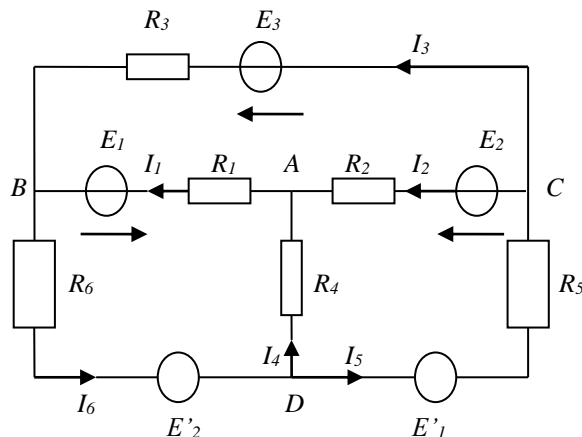 R3 E3 I3
E1 I1 R1 A R2 I2 E2
B C
R6 R4 R5
I6 E'2 I4 D I5 E'1